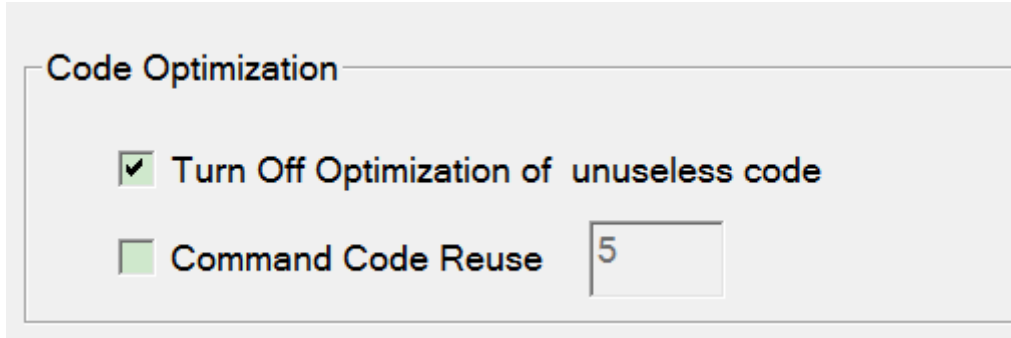 Code Optimization
Turn Off Optimization of unuseless code
Command Code Reuse 5